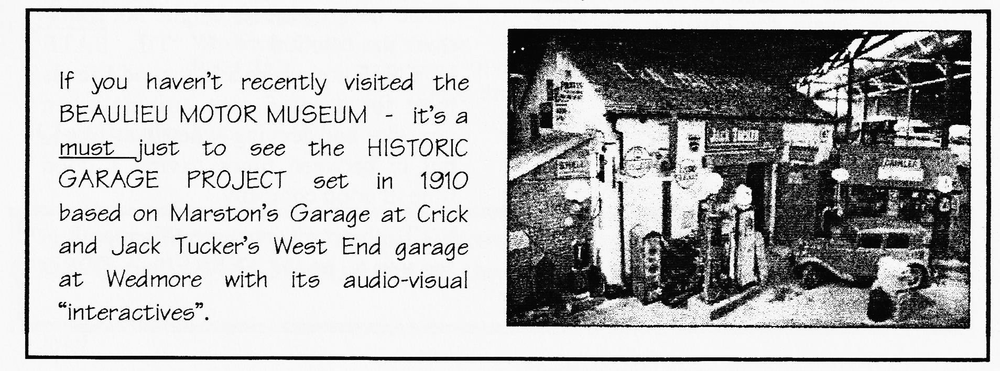 If you haven't recently visited the
BEAULIEU MOTOR MUSEUM - it's a
must just to see the HISTORIC
GARAGE PROJECT set in 1910
based on Marston's Garage at Crick
and Jack Tucker's West End garage
at Wedmore with its audio-visual
“interactives”.
JACK TUCKER
SHELL
DAIMLER